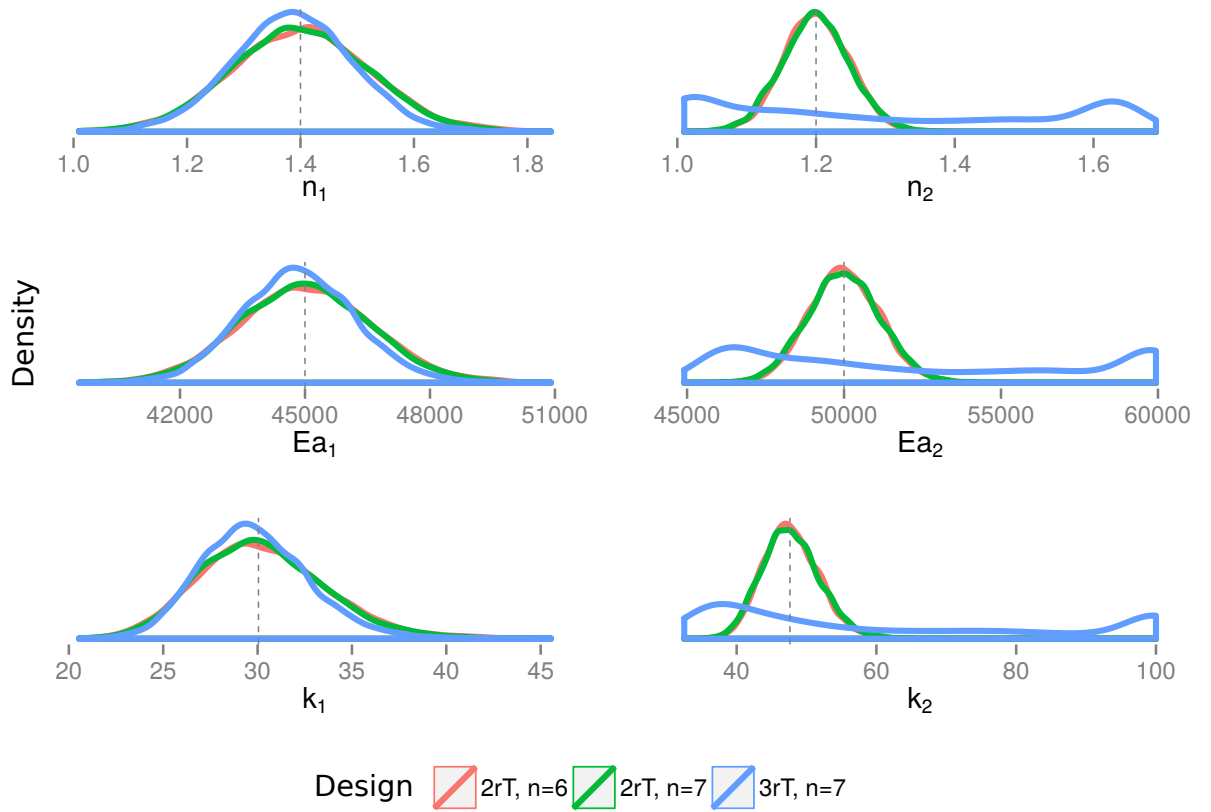 1.0 1.2 1.4 1.6 1.8
n₁
1.0 1.2 1.4 1.6
n₂
Density
42000 45000 48000 51000
Ea₁
45000 50000 55000 60000
Ea₂
20 25 30 35 40 45
k₁
40 60 80 100
k₂
Design 2rT, n=6 2rT, n=7 3rT, n=7